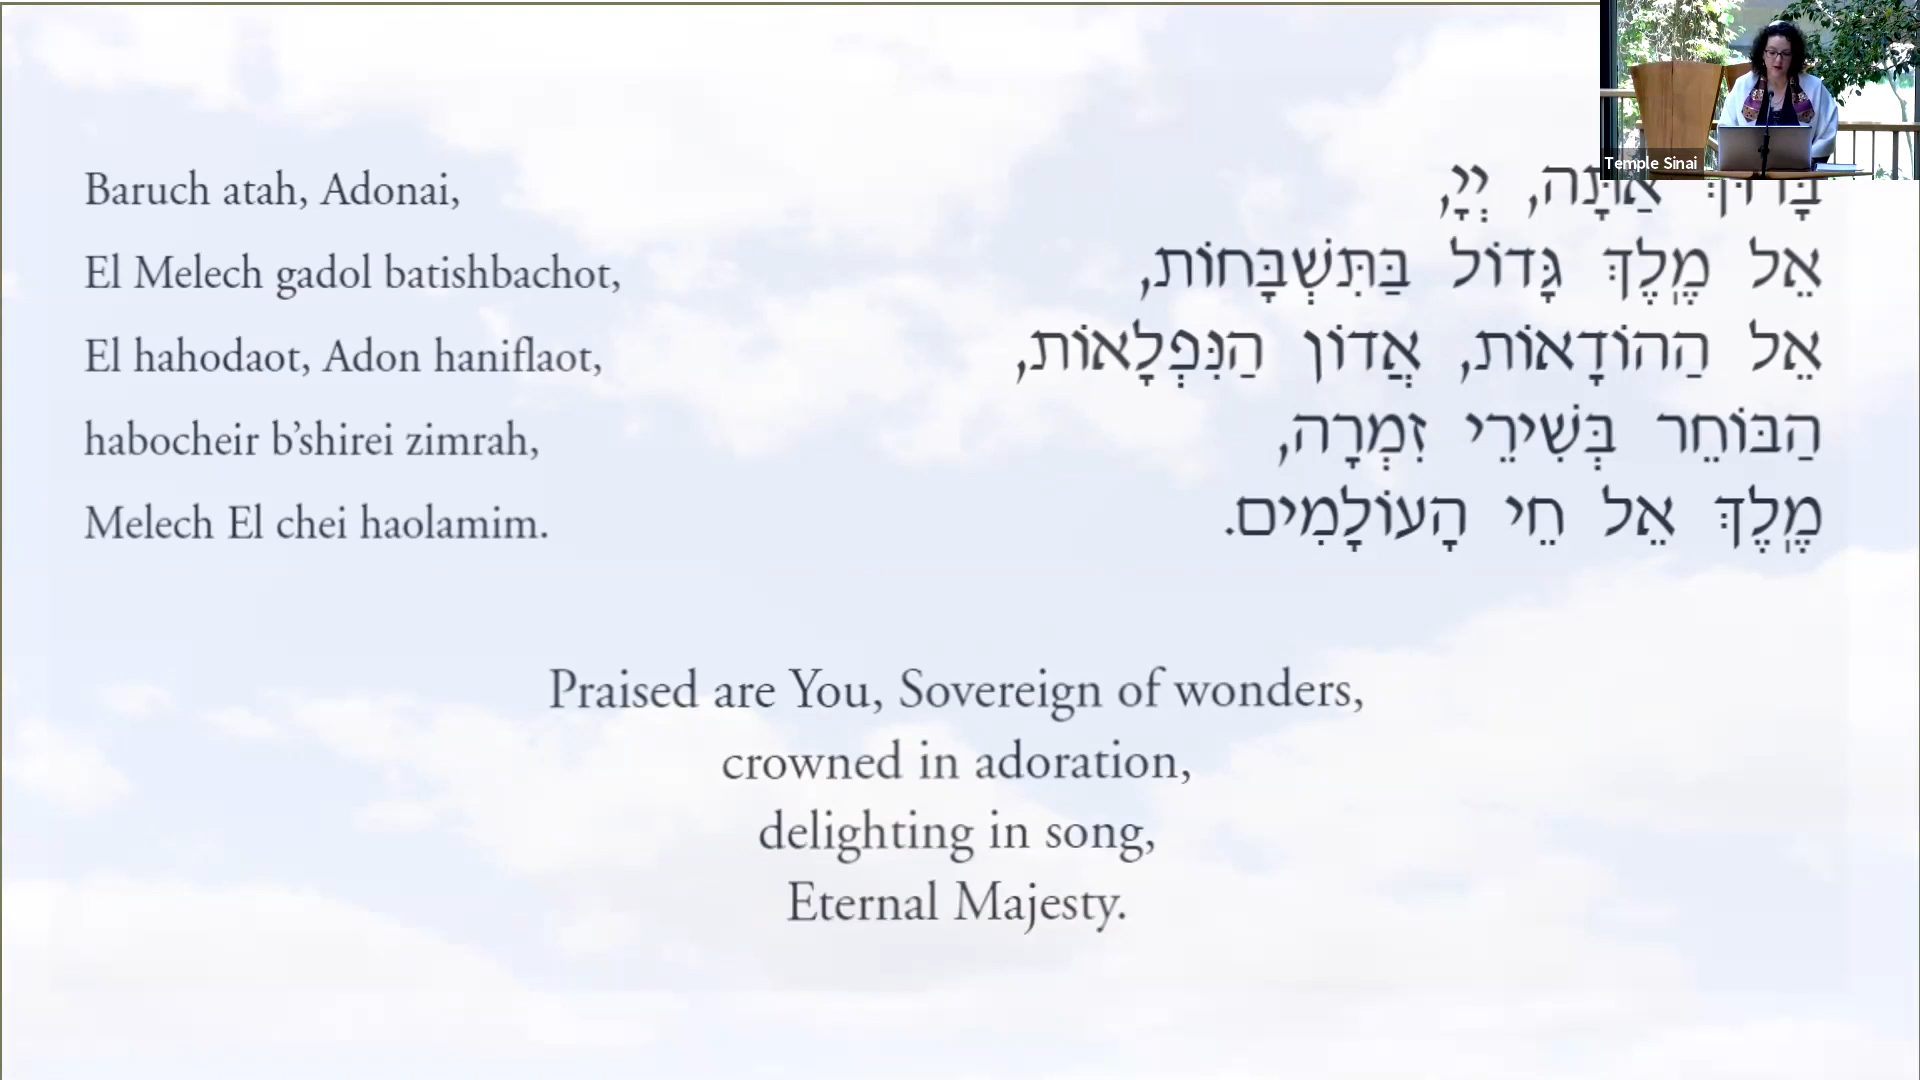 Temple Sinai
Baruch atah, Adonai,
El Melech gadol batishbachot,
El hahodaot, Adon haniflaot,
habocheir b’shirei zimrah,
Melech El chei haolamim.
בָּרוּךְ אַתָּה, יְיָ,
אֵל מֶֽלֶךְ גָּדוֹל בַּתִּשְׁבָּחוֹת,
אֵל הַהוֹדָאוֹת, אֲדוֹן הַנִּפְלָאוֹת,
הַבּוֹחֵר בְּשִׁירֵי זִמְרָה,
מֶֽלֶךְ אֵל חֵי הָעוֹלָמִים.
Praised are You, Sovereign of wonders,
crowned in adoration,
delighting in song,
Eternal Majesty.